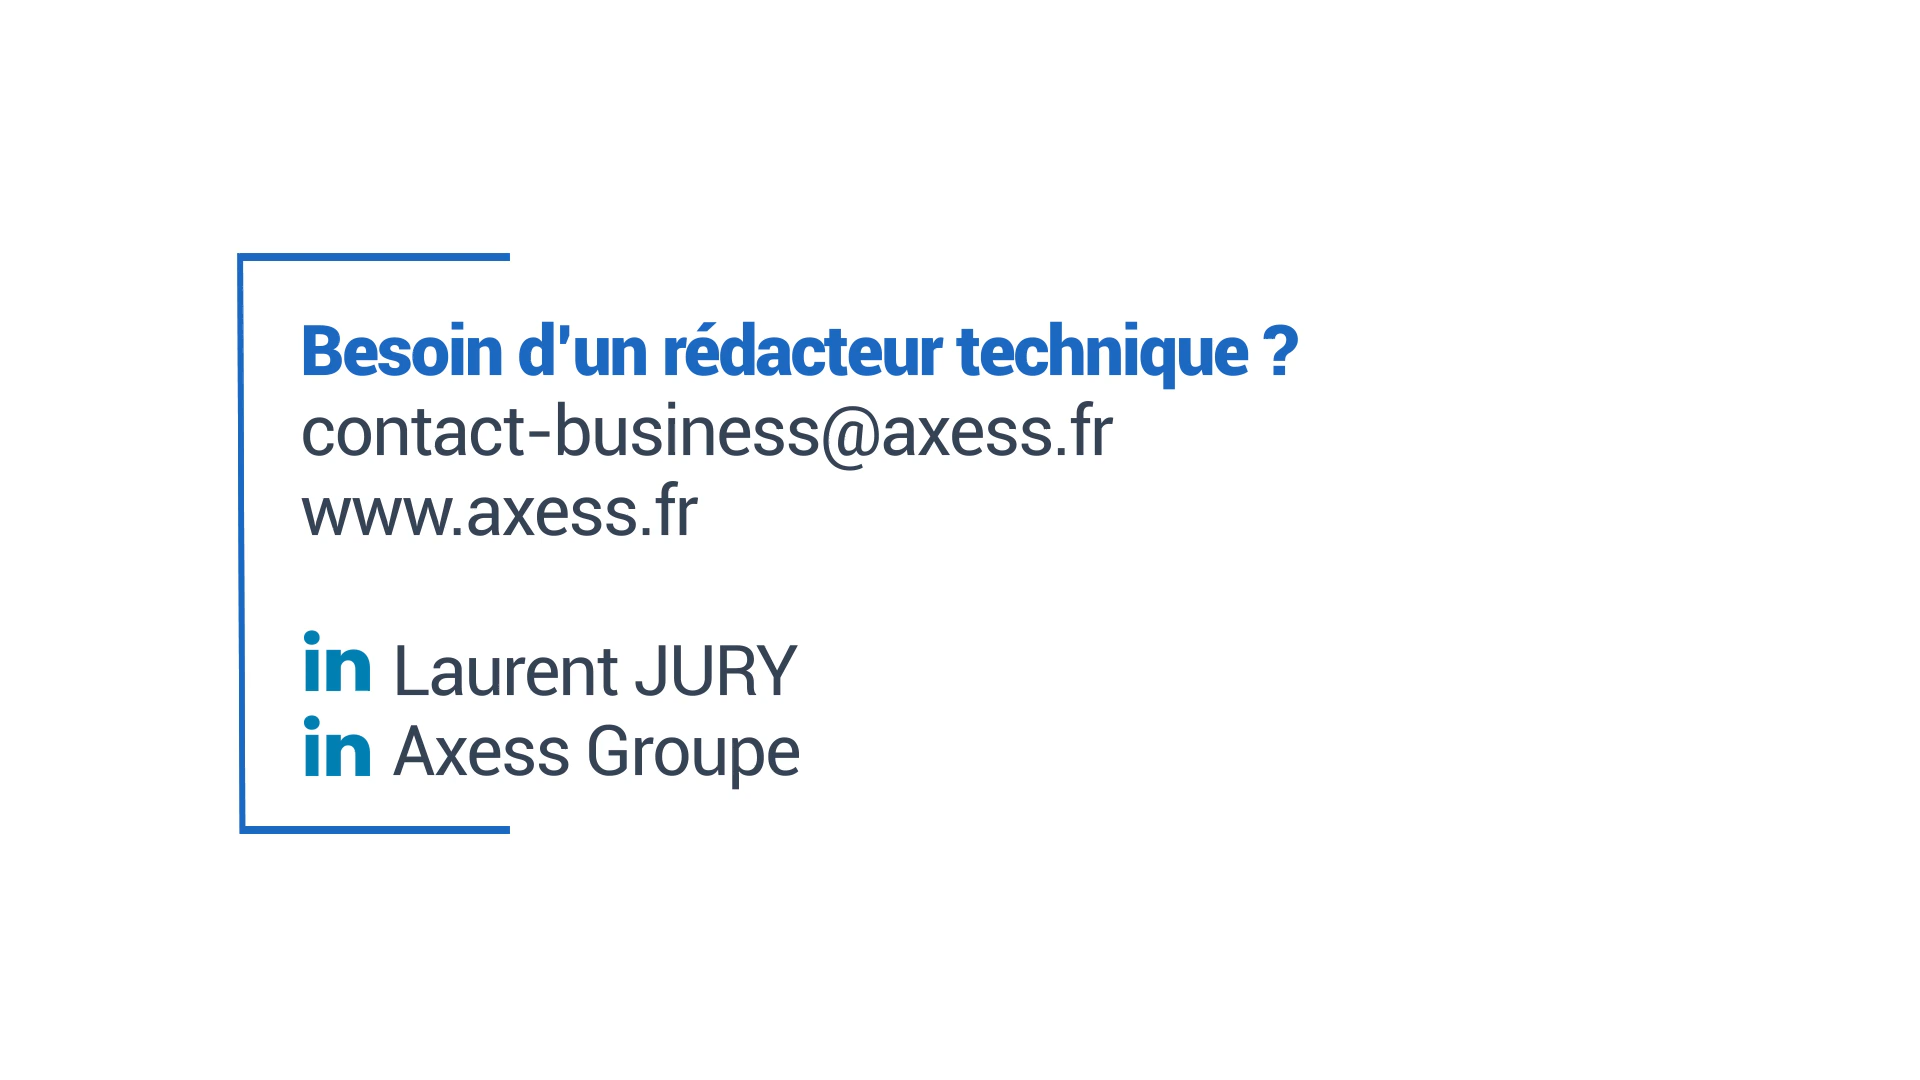 Besoin d'un rédacteur technique ?
contact-business@axess.fr
www.axess.fr
in Laurent JURY
in Axess Groupe